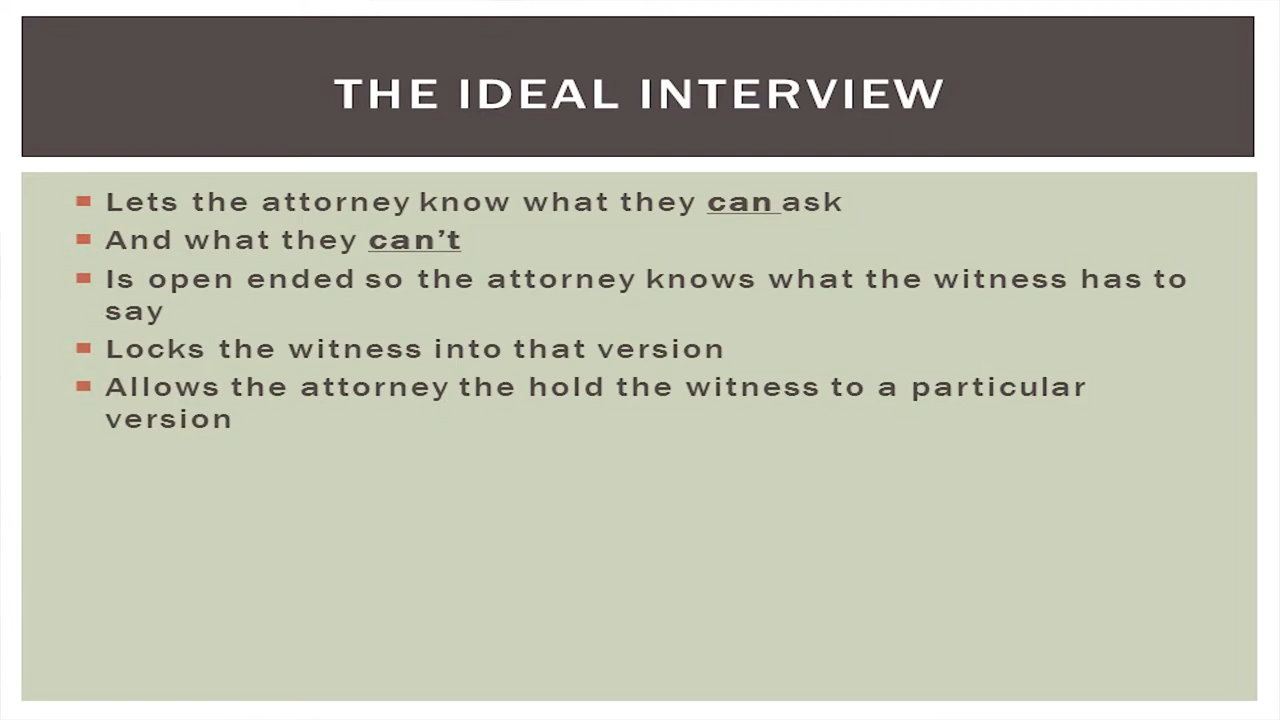 THE IDEAL INTERVIEW
Lets the attorney know what they can ask
And what they can't
Is open ended so the attorney knows what the witness has to
say
Locks the witness into that version
Allows the attorney the hold the witness to a particular
version